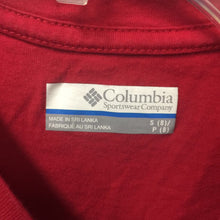 Columbia
Sportswear Company
MADE IN SRI LANKA
FABRIQUÉ AU SRI LANKA
S (8)/
P (8)